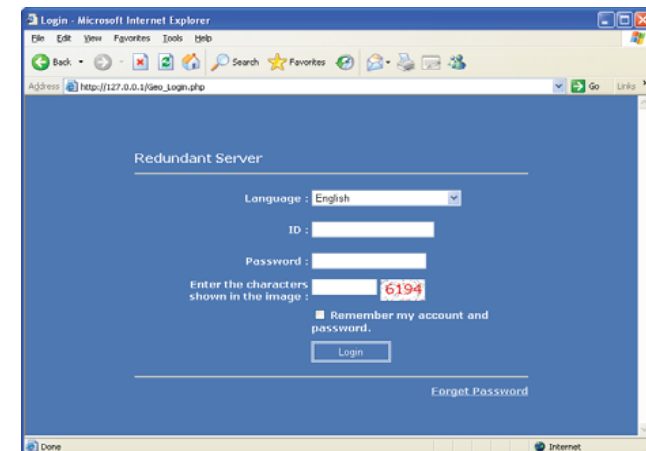 Login - Microsoft Internet Explorer
File Edit View Favorites Tools Help
Back Search Favorites
Address http://127.0.0.1/Geo_Login.php Go Links
Redundant Server
Language : English
ID :
Password :
Enter the characters
shown in the image : 6194
Remember my account and
password.
Login
Forget Password
Done Internet